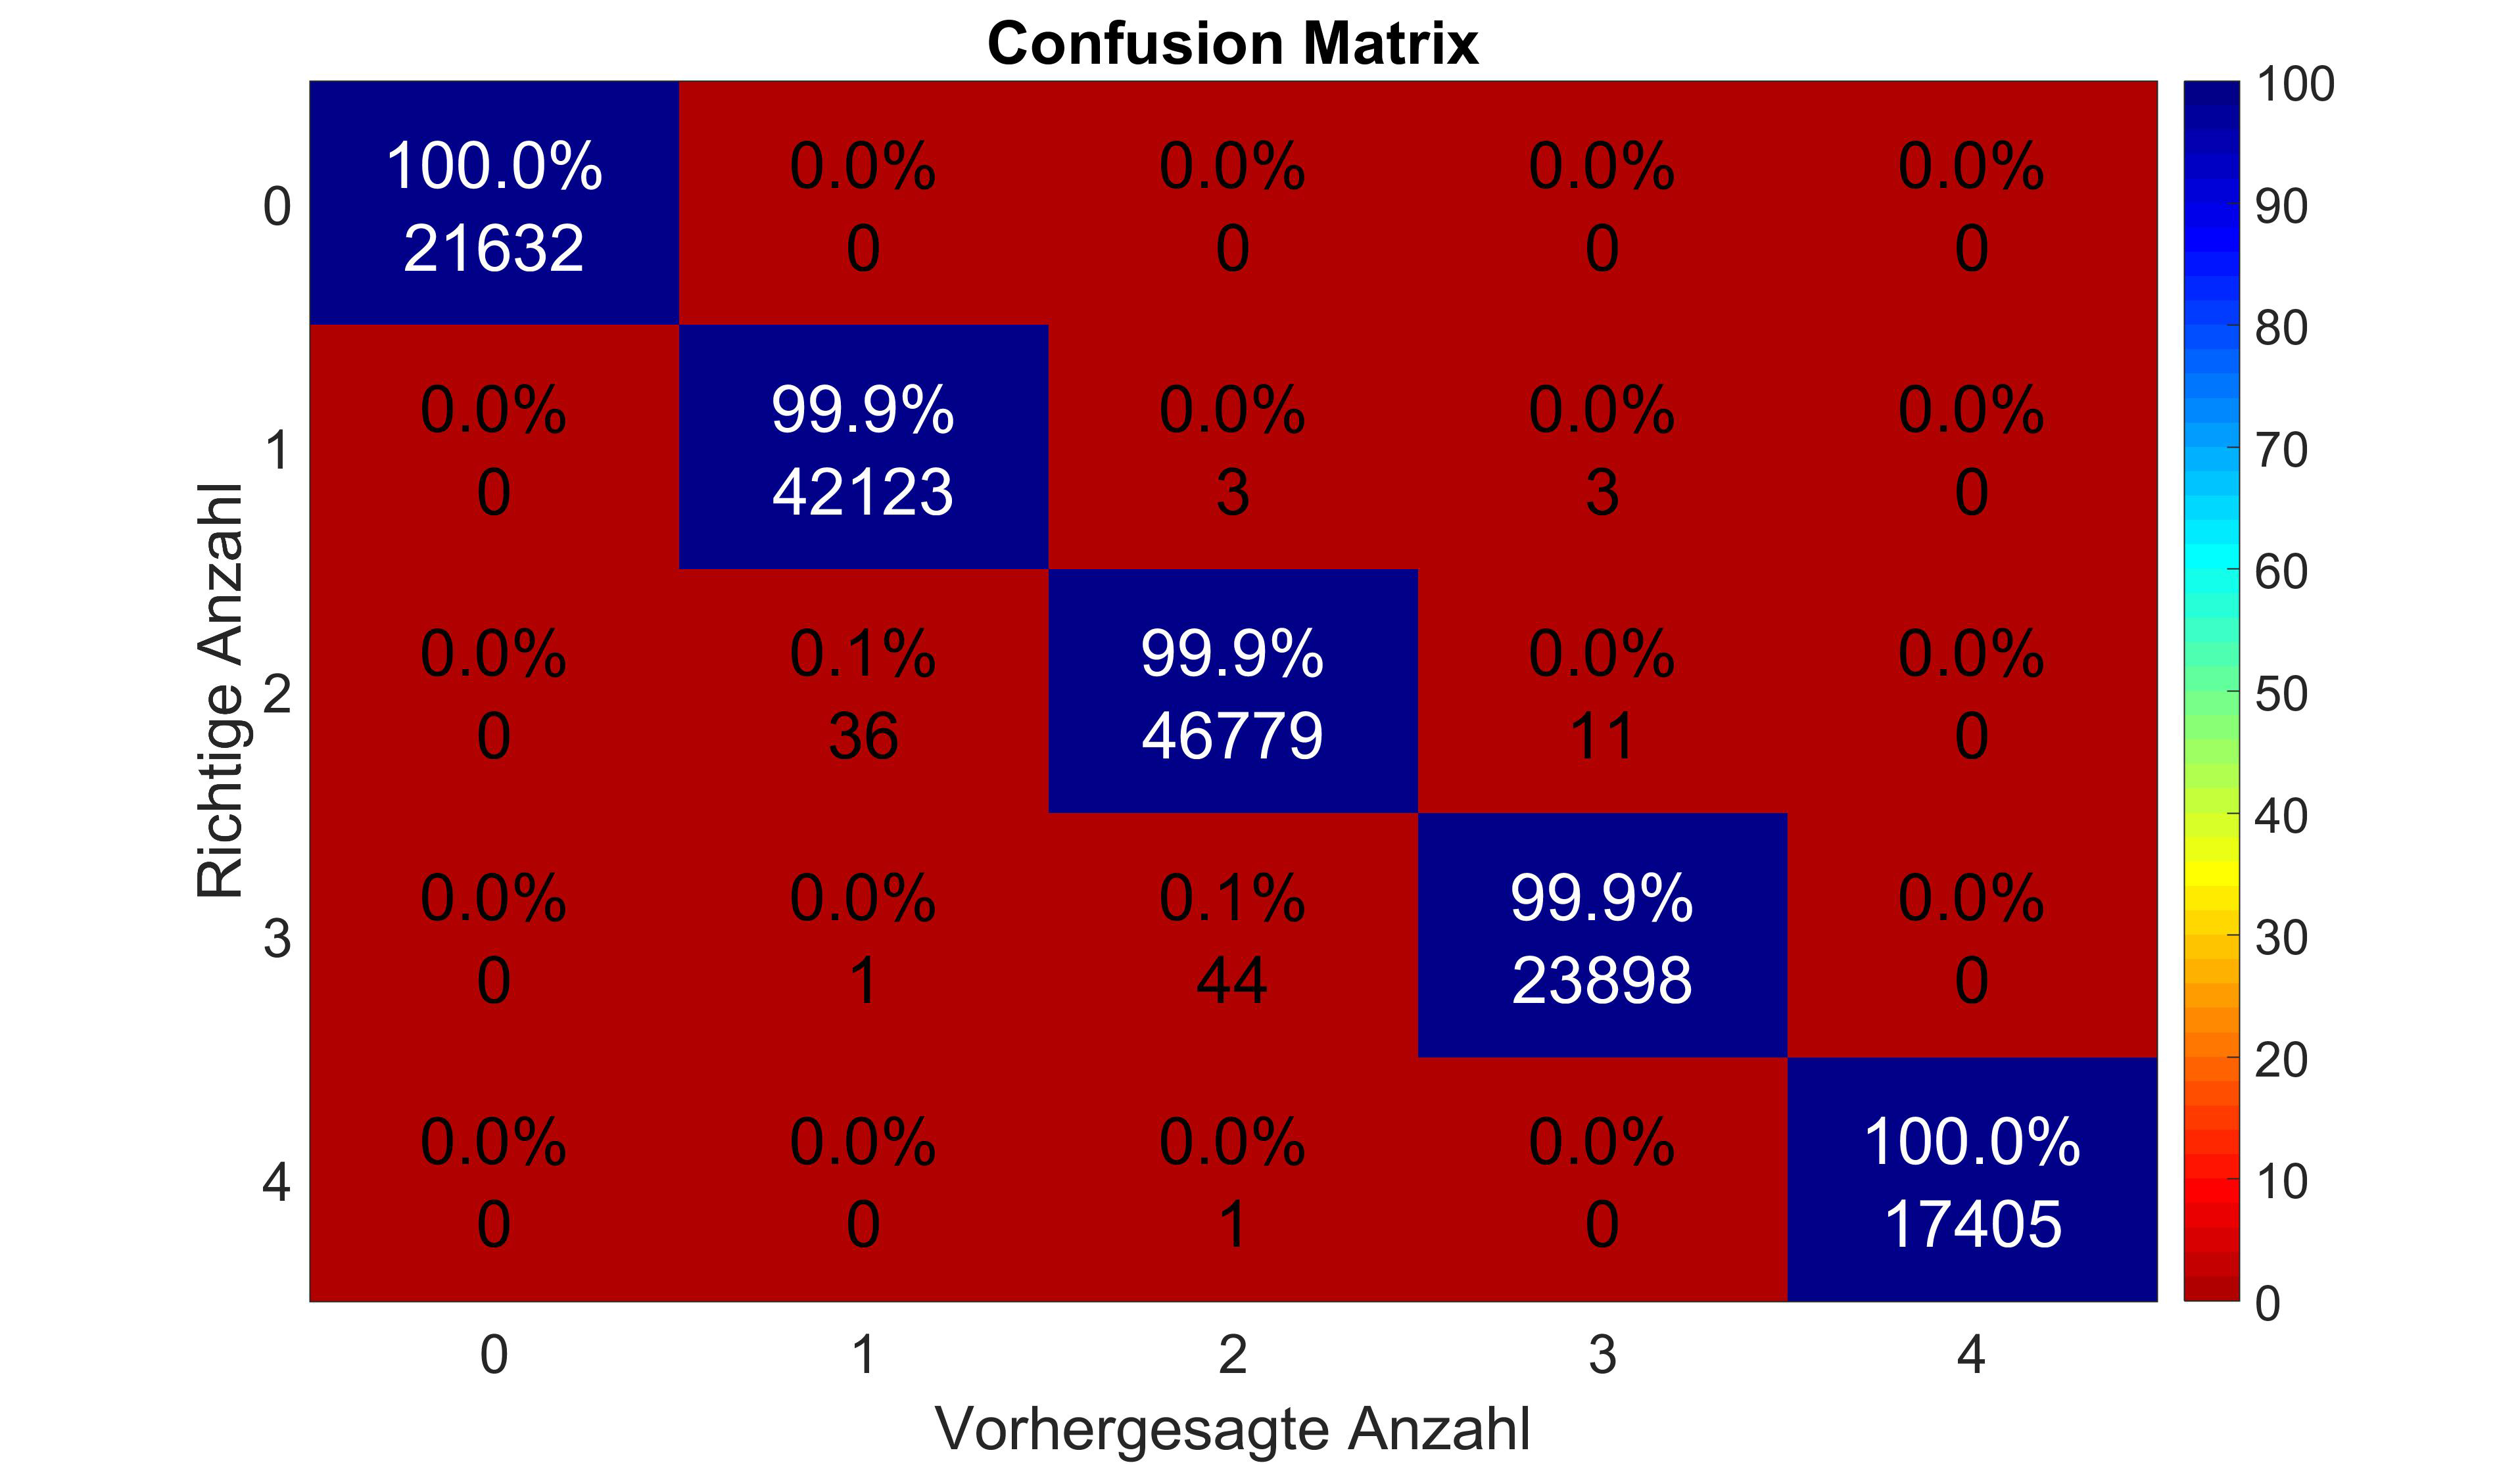 Confusion Matrix
100.0% 0.0% 0.0% 0.0% 0.0%
0
21632 0 0 0 0
0.0% 99.9% 0.0% 0.0% 0.0%
1
0 42123 3 3 0
0.0% 0.1% 99.9% 0.0% 0.0%
2
0 36 46779 11 0
0.0% 0.0% 0.1% 99.9% 0.0%
3
0 1 44 23898 0
0.0% 0.0% 0.0% 0.0% 100.0%
4
0 0 1 0 17405
0 1 2 3 4
Vorhergesagte Anzahl
Richtige Anzahl
100
90
80
70
60
50
40
30
20
10
0